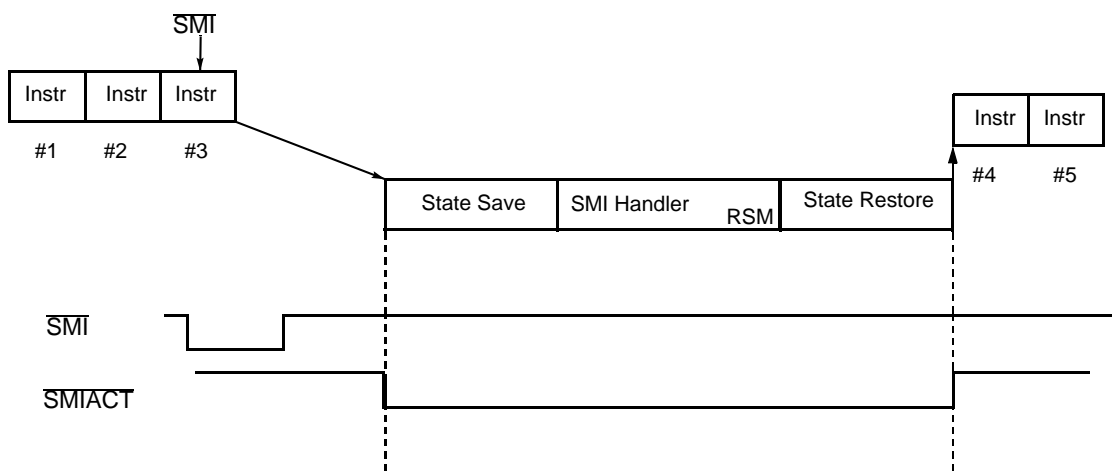 SMI
Instr Instr Instr
Instr Instr
#1 #2 #3
#4 #5
State Save SMI Handler RSM State Restore
SMI
SMIACT